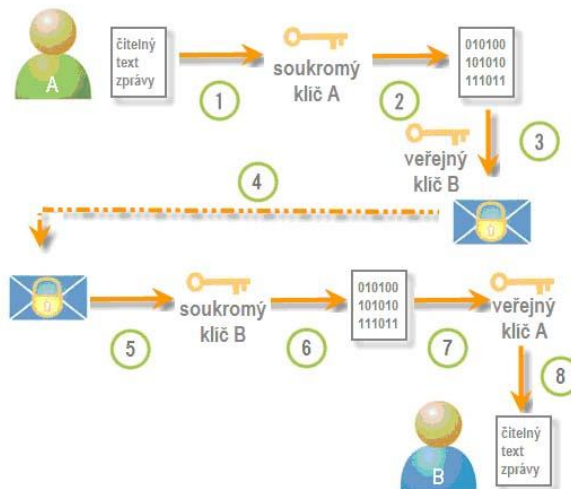 A
čitelný
text
zprávy
1
soukromý
klíč A
2
010100
101010
111011
3
veřejný
klíč B
4
5
soukromý
klíč B
6
010100
101010
111011
7
veřejný
klíč A
8
B
čitelný
text
zprávy